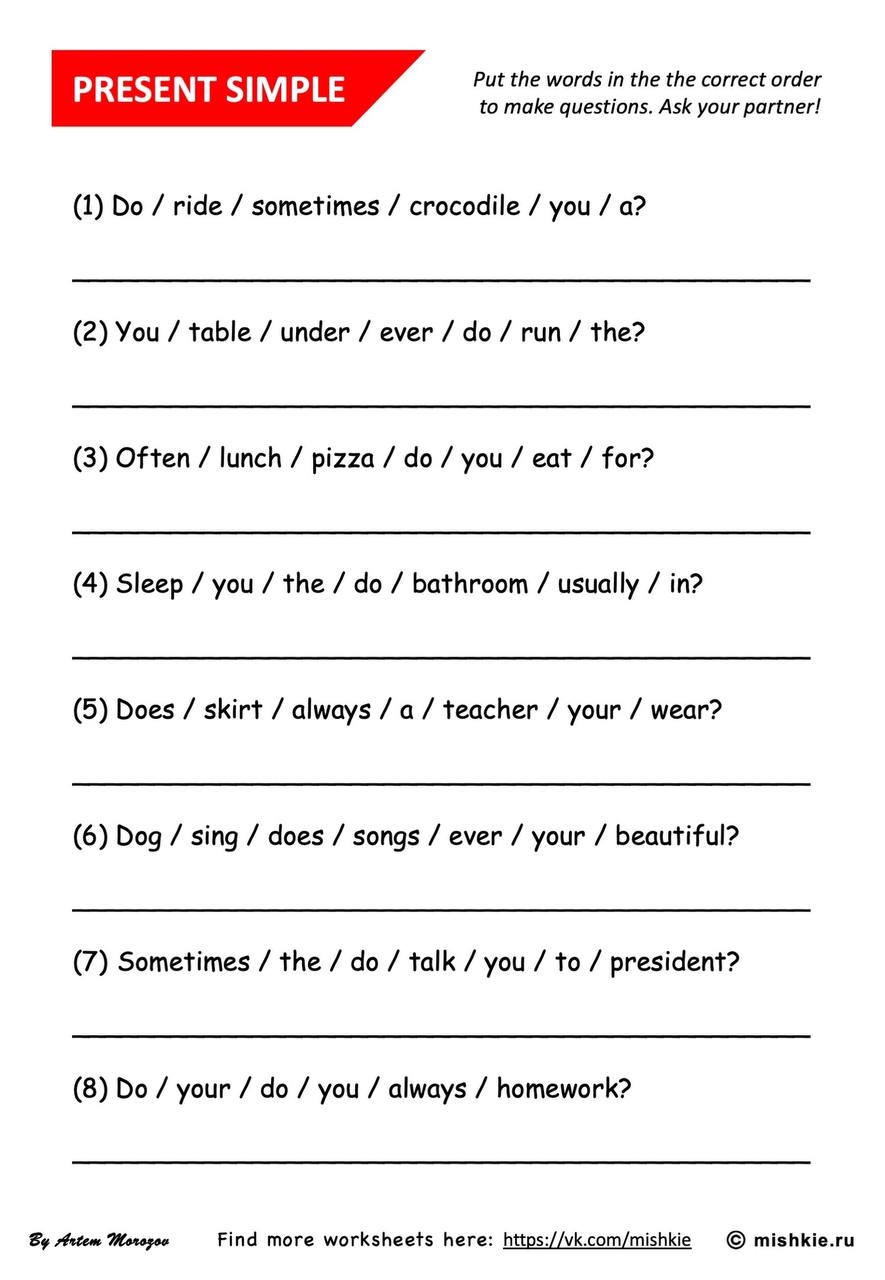 PRESENT SIMPLE
Put the words in the the correct order
to make questions. Ask your partner!
(1) Do / ride / sometimes / crocodile / you / a?
(2) You / table / under / ever / do / run / the?
(3) Often / lunch / pizza / do / you / eat / for?
(4) Sleep / you / the / do / bathroom / usually / in?
(5) Does / skirt / always / a / teacher / your / wear?
(6) Dog / sing / does / songs / ever / your / beautiful?
(7) Sometimes / the / do / talk / you / to / president?
(8) Do / your / do / you / always / homework?
By Artem Morozov Find more worksheets here: https://vk.com/mishkie © mishkie.ru